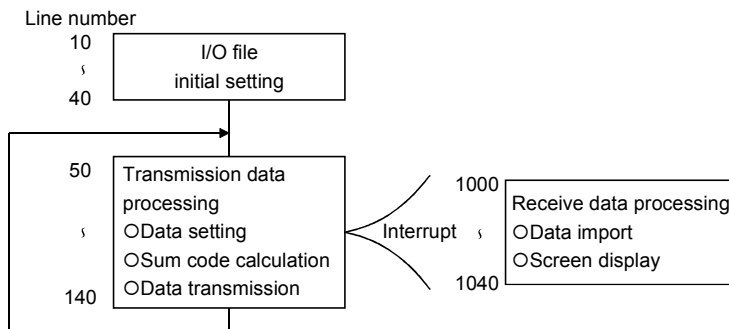 Line number
10
∫
40
I/O file
initial setting
50
∫
140
Transmission data
processing
○Data setting
○Sum code calculation
○Data transmission
Interrupt
1000
∫
1040
Receive data processing
○Data import
○Screen display